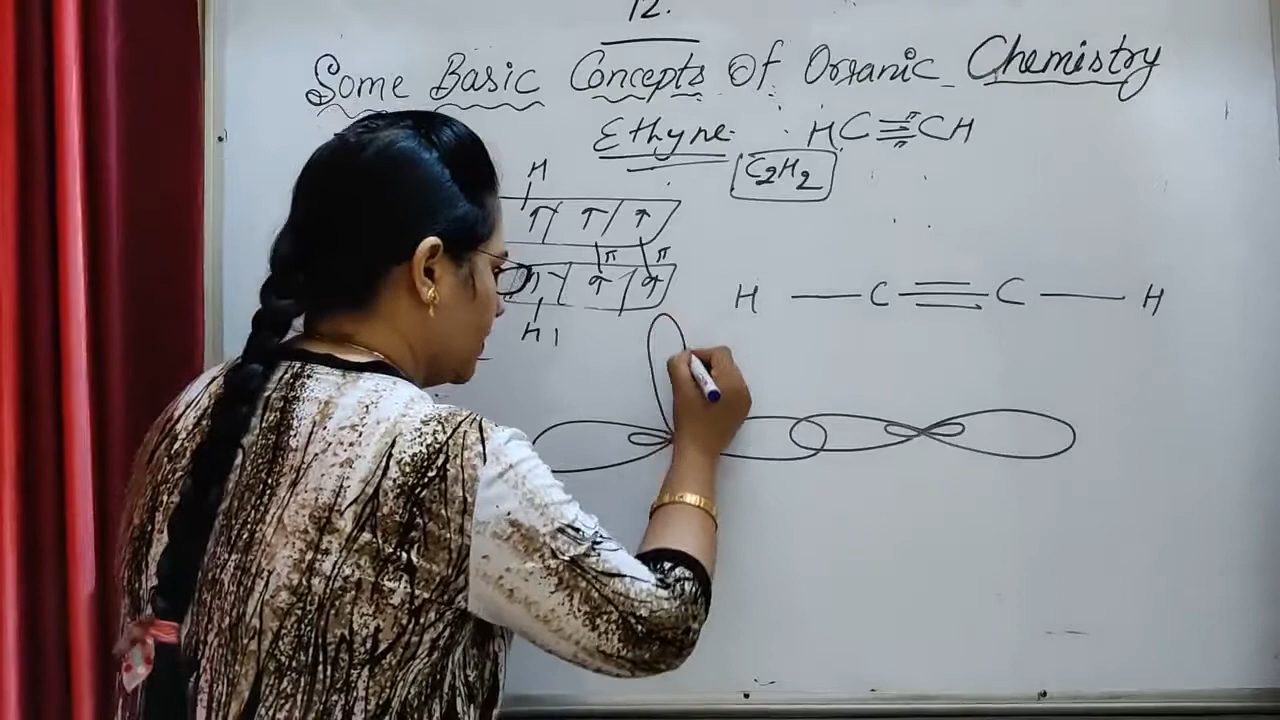 12.
Some Basic Concepts Of Organic Chemistry
Ethyne. HC≡CH
π
π
C2H2
H
↑ ↑ ↑
π π
↑ ↑ ↑
H
H — C ≡ C — H